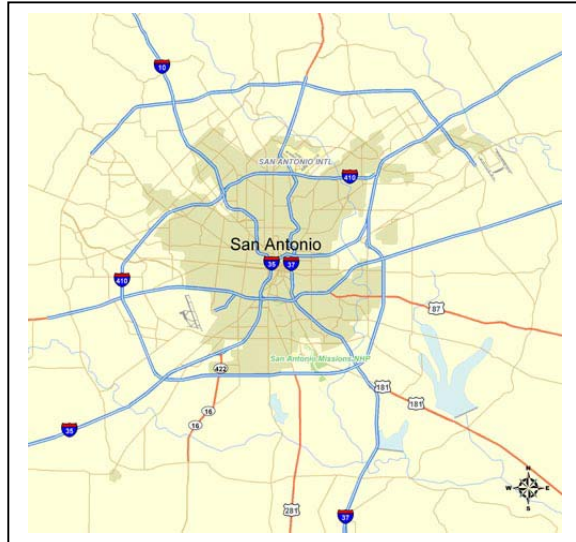 10
SAN ANTONIO INTL
410
San Antonio
35
37
410
87
San Antonio Missions NHP
422
181
181
16
16
35
281
37
N
W
E
S